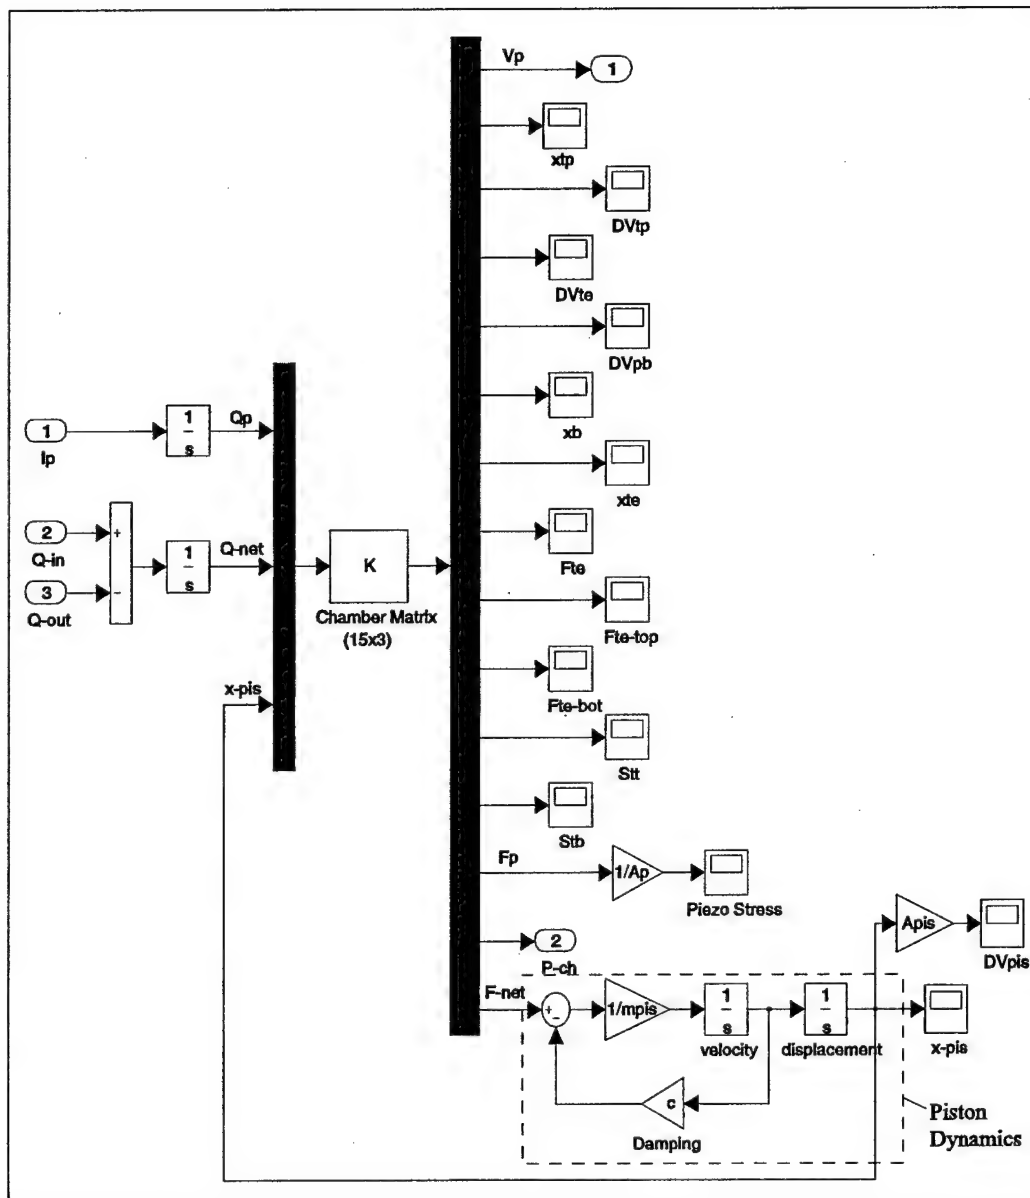 Vp
1
xtp
DVtp
DVte
DVpb
xb
1
Ip
1
s
Qp
xte
2
Q-in
+
1
s
Q-net
K
Fte
3
Q-out
−
Chamber Matrix
(15x3)
Fte-top
x-pis
Fte-bot
Stt
Stb
Fp
1/Ap
Piezo Stress
Apis
DVpis
2
P-ch
F-net
+
−
1/mpis
1
s
velocity
1
s
displacement
x-pis
c
Damping
Piston
Dynamics